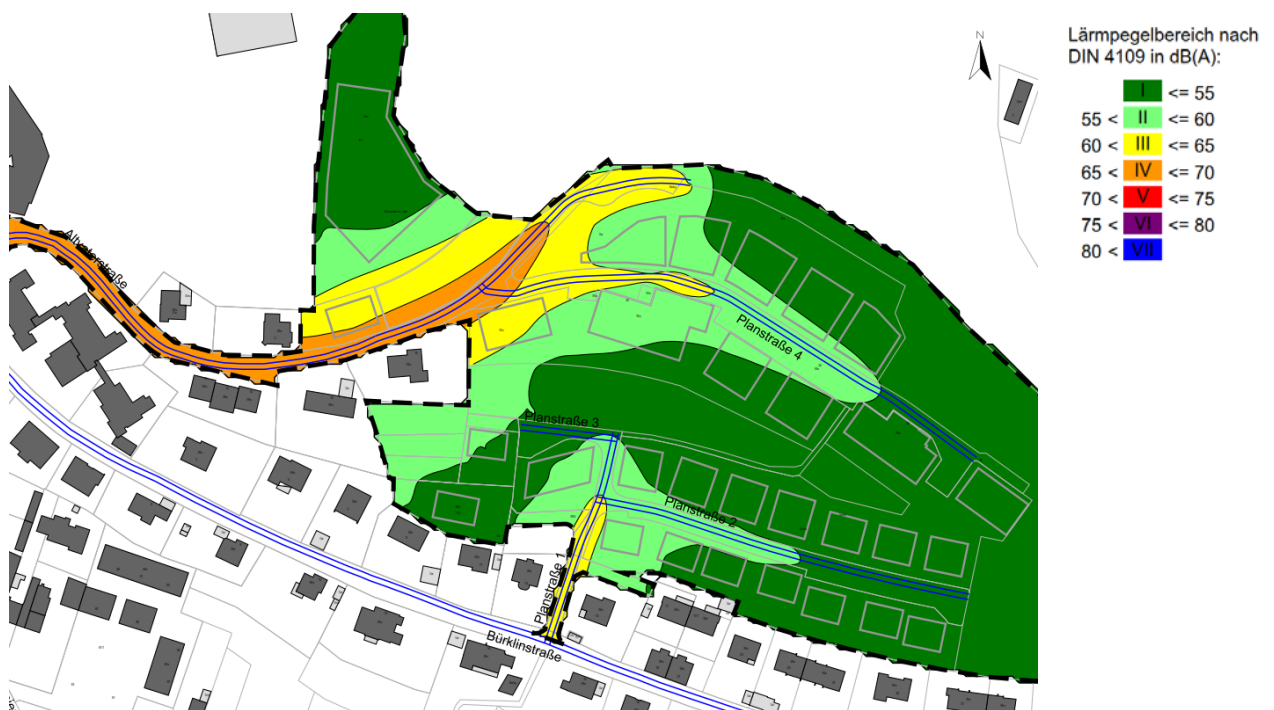 Lärmpegelbereich nach
DIN 4109 in dB(A):
I <= 55
55 < II <= 60
60 < III <= 65
65 < IV <= 70
70 < V <= 75
75 < VI <= 80
80 < VII
N
Altvaterstraße
Planstraße 4
Planstraße 3
Planstraße 2
Planstraße 1
Bürklinstraße